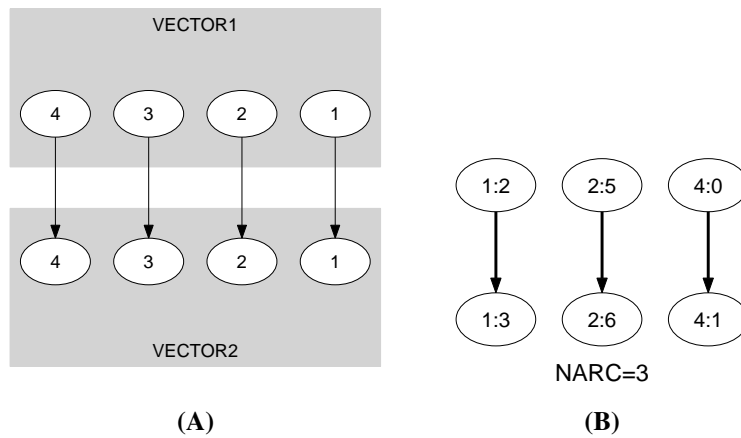 VECTOR1
4 3 2 1
4 3 2 1
VECTOR2
1:2 2:5 4:0
1:3 2:6 4:1
NARC=3
(A) (B)